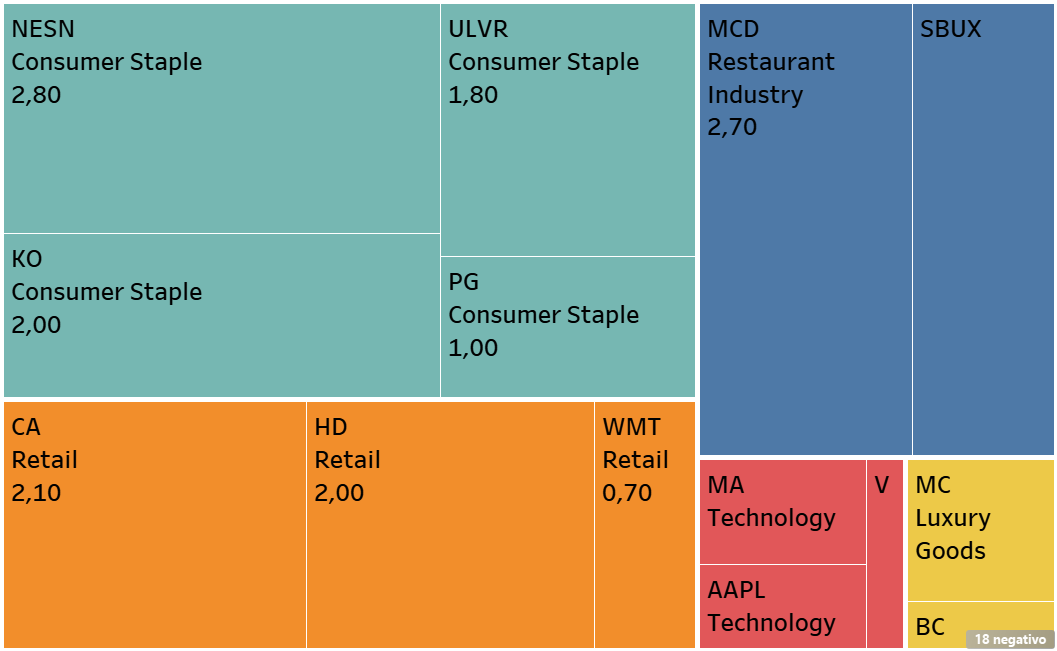 NESN
Consumer Staple
2,80
ULVR
Consumer Staple
1,80
MCD
Restaurant
Industry
2,70
SBUX
KO
Consumer Staple
2,00
PG
Consumer Staple
1,00
CA
Retail
2,10
HD
Retail
2,00
WMT
Retail
0,70
MA
Technology
V
MC
Luxury
Goods
AAPL
Technology
BC
18 negativo